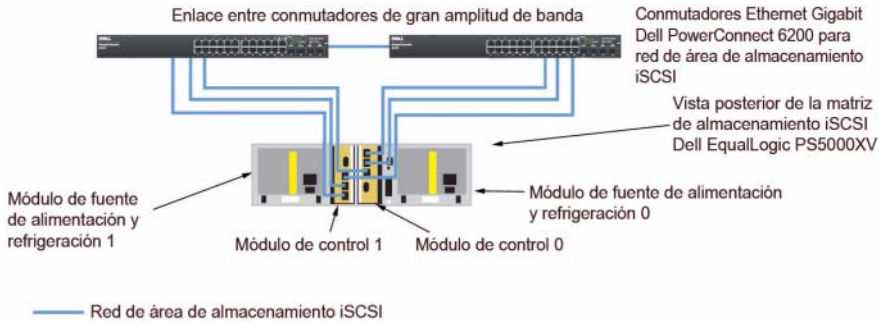 Enlace entre conmutadores de gran amplitud de banda
Conmutadores Ethernet Gigabit
Dell PowerConnect 6200 para
red de área de almacenamiento
iSCSI
DELL
DELL
Vista posterior de la matriz
de almacenamiento iSCSI
Dell EqualLogic PS5000XV
Módulo de fuente
de alimentación y
refrigeración 1
Módulo de fuente de alimentación
y refrigeración 0
Módulo de control 1
Módulo de control 0
Red de área de almacenamiento iSCSI